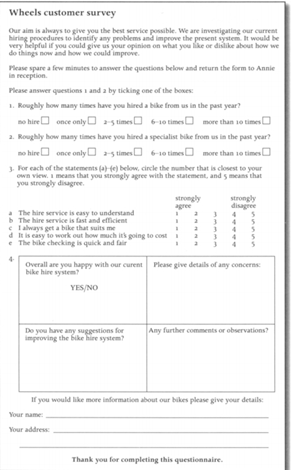 Wheels customer survey
Our aim is always to give you the best service possible. We are investigating our current
hiring procedures to identify any problems and improve the present system. It would be
very helpful if you could give us your opinion on what you like or dislike about how we
do things now and how we could improve.
Please spare a few minutes to answer the questions below and return the form to Annie
in reception.
Please answer questions 1 and 2 by ticking one of the boxes:
1. Roughly how many times have you hired a bike from us in the past year?
no hire □ once only □ 2–5 times □ 6–10 times □ more than 10 times □
2. Roughly how many times have you hired a specialist bike from us in the past year?
no hire □ once only □ 2–5 times □ 6–10 times □ more than 10 times □
3. For each of the statements (a)–(e) below, circle the number that is closest to your
own view. 1 means that you strongly agree with the statement, and 5 means that
you strongly disagree.
strongly agree strongly disagree
a The hire service is easy to understand 1 2 3 4 5
b The hire service is fast and efficient 1 2 3 4 5
c I always get a bike that suits me 1 2 3 4 5
d It is easy to work out how much it's going to cost 1 2 3 4 5
e The bike checking is quick and fair 1 2 3 4 5
4.
Overall are you happy with our curent
bike hire system?
YES/NO
Please give details of any concerns:
Do you have any suggestions for
improving the bike hire system?
Any further comments or observations?
If you would like more information about our bikes please give your details:
Your name:
Your address:
Thank you for completing this questionnaire.